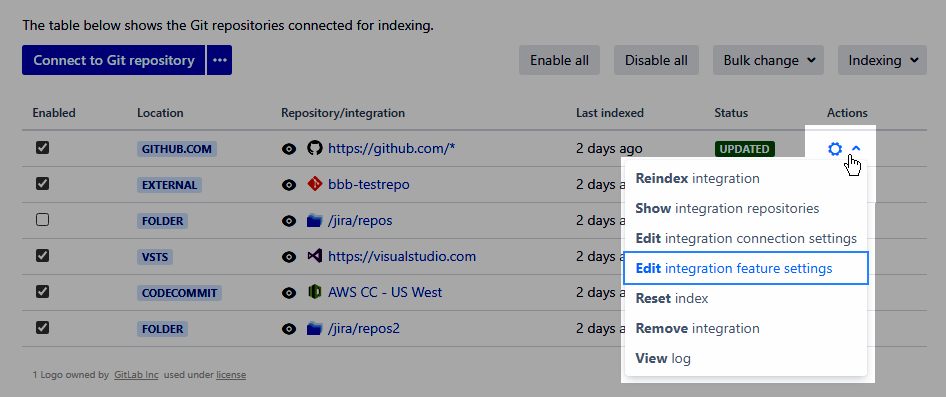 The table below shows the Git repositories connected for indexing.
Connect to Git repository ··· Enable all Disable all Bulk change Indexing
Enabled Location Repository/integration Last indexed Status Actions
GITHUB.COM https://github.com/* 2 days ago UPDATED
EXTERNAL bbb-testrepo 2 days a
FOLDER /jira/repos 2 days a
VSTS https://visualstudio.com 2 days a
CODECOMMIT AWS CC - US West 2 days a
FOLDER /jira/repos2 2 days a
Reindex integration
Show integration repositories
Edit integration connection settings
Edit integration feature settings
Reset index
Remove integration
View log
1 Logo owned by GitLab Inc used under license